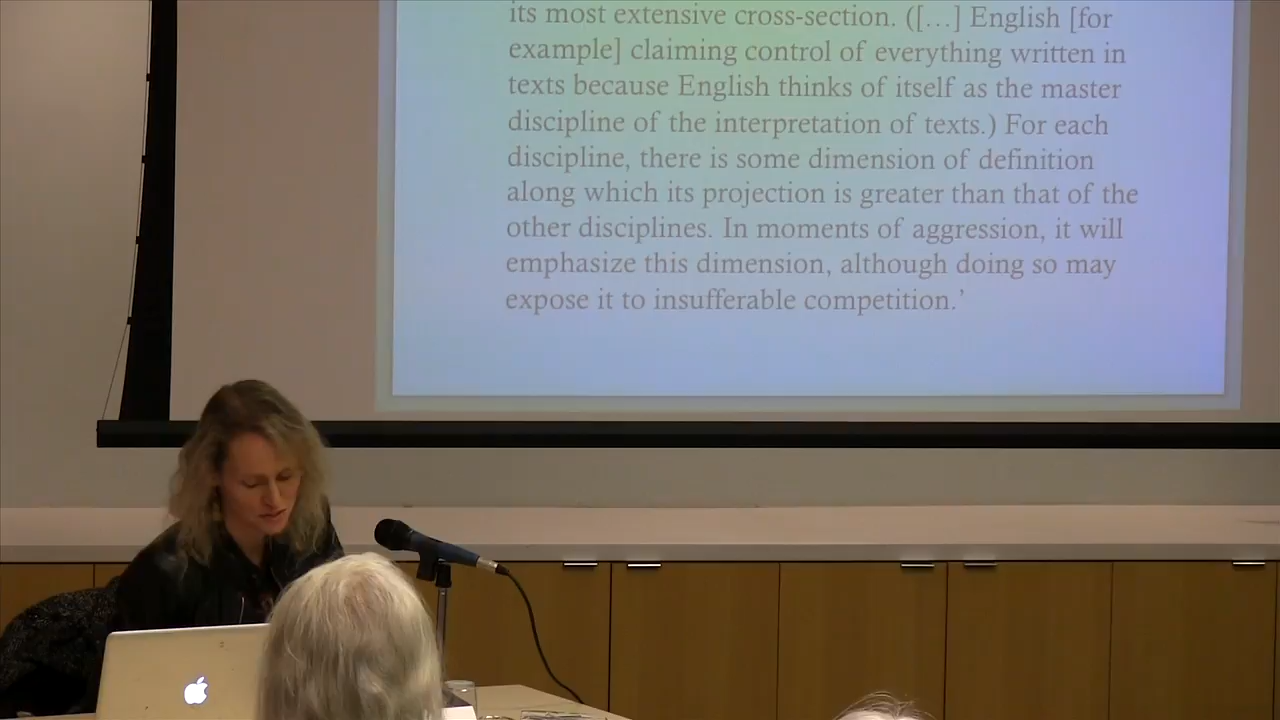 its most extensive cross-section. ([…] English [for
example] claiming control of everything written in
texts because English thinks of itself as the master
discipline of the interpretation of texts.) For each
discipline, there is some dimension of definition
along which its projection is greater than that of the
other disciplines. In moments of aggression, it will
emphasize this dimension, although doing so may
expose it to insufferable competition.’